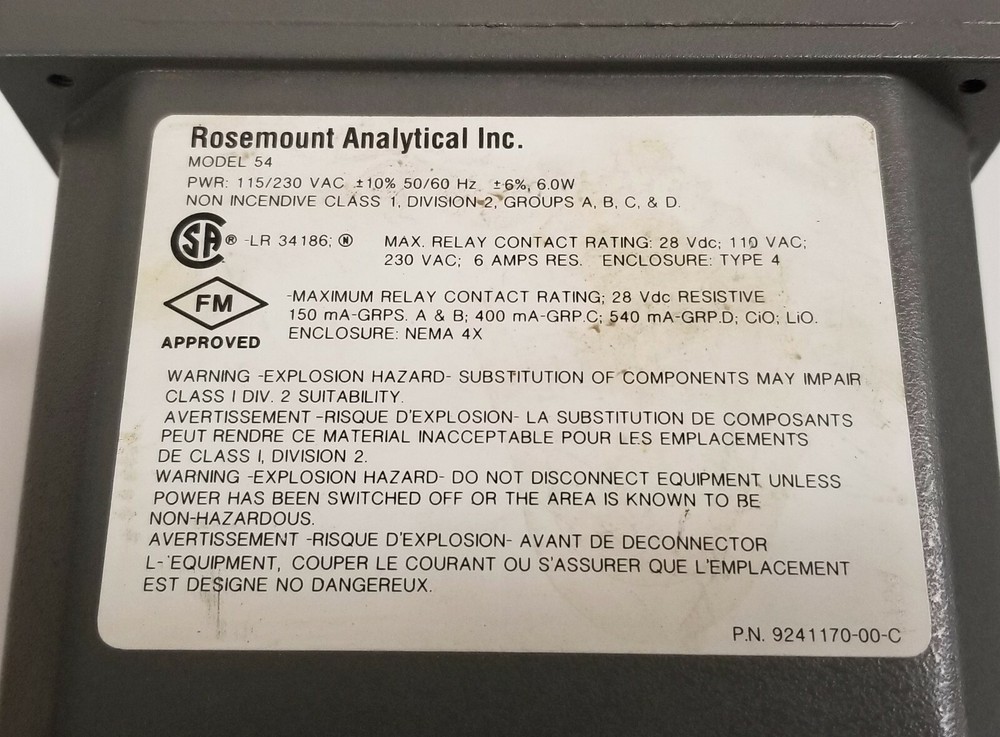 Rosemount Analytical Inc.
MODEL 54
PWR: 115/230 VAC ±10% 50/60 Hz ±6%, 6.0W
NON INCENDIVE CLASS 1, DIVISION 2, GROUPS A, B, C, & D.
SA® -LR 34186; Ⓝ
MAX. RELAY CONTACT RATING: 28 Vdc; 110 VAC;
230 VAC; 6 AMPS RES. ENCLOSURE: TYPE 4
FM
APPROVED
-MAXIMUM RELAY CONTACT RATING; 28 Vdc RESISTIVE
150 mA-GRPS. A & B; 400 mA-GRP.C; 540 mA-GRP.D; CiO; LiO.
ENCLOSURE: NEMA 4X
WARNING -EXPLOSION HAZARD- SUBSTITUTION OF COMPONENTS MAY IMPAIR
CLASS I DIV. 2 SUITABILITY.
AVERTISSEMENT -RISQUE D'EXPLOSION- LA SUBSTITUTION DE COMPOSANTS
PEUT RENDRE CE MATERIAL INACCEPTABLE POUR LES EMPLACEMENTS
DE CLASS I, DIVISION 2.
WARNING -EXPLOSION HAZARD- DO NOT DISCONNECT EQUIPMENT UNLESS
POWER HAS BEEN SWITCHED OFF OR THE AREA IS KNOWN TO BE
NON-HAZARDOUS.
AVERTISSEMENT -RISQUE D'EXPLOSION- AVANT DE DECONNECTOR
L-'EQUIPMENT, COUPER LE COURANT OU S'ASSURER QUE L'EMPLACEMENT
EST DESIGNE NO DANGEREUX.
P.N. 9241170-00-C